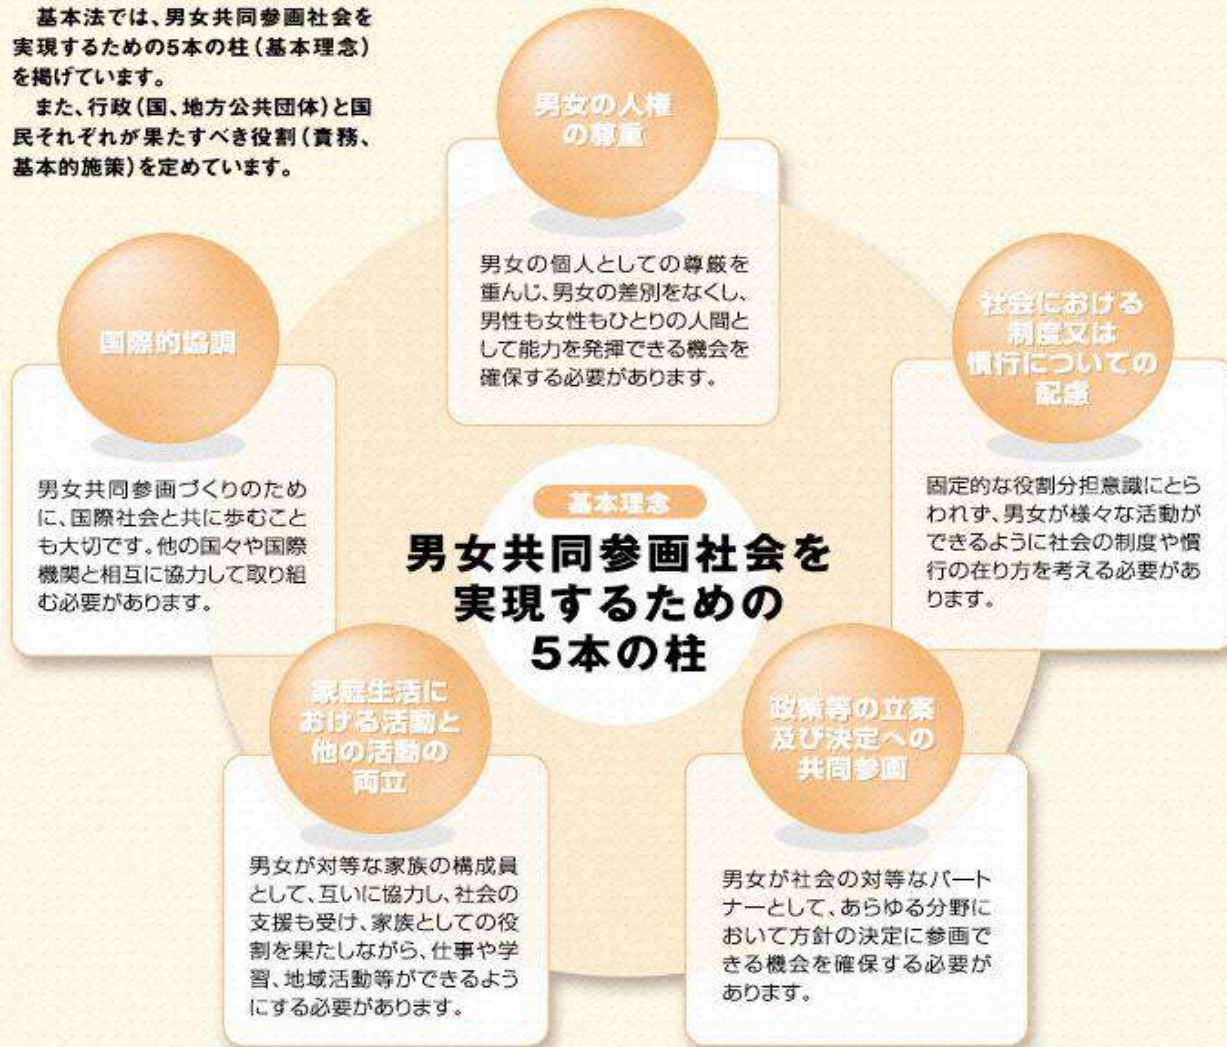 基本法では、男女共同参画社会を
実現するための5本の柱（基本理念）
を掲げています。
また、行政（国、地方公共団体）と国
民それぞれが果たすべき役割（責務、
基本的施策）を定めています。
男女の人権
の尊重
男女の個人としての尊厳を
重んじ、男女の差別をなくし、
男性も女性もひとりの人間と
して能力を発揮できる機会を
確保する必要があります。
国際的協調
男女共同参画づくりのため
に、国際社会と共に歩むこと
も大切です。他の国々や国際
機関と相互に協力して取り組
む必要があります。
社会における
制度又は
慣行についての
配慮
固定的な役割分担意識にとら
われず、男女が様々な活動が
できるように社会の制度や慣
行の在り方を考える必要があ
ります。
基本理念
男女共同参画社会を
実現するための
5本の柱
家庭生活に
おける活動と
他の活動の
両立
男女が対等な家族の構成員
として、互いに協力し、社会の
支援も受け、家族としての役
割を果たしながら、仕事や学
習、地域活動等ができるよう
にする必要があります。
政策等の立案
及び決定への
共同参画
男女が社会の対等なパート
ナーとして、あらゆる分野に
おいて方針の決定に参画で
きる機会を確保する必要が
あります。